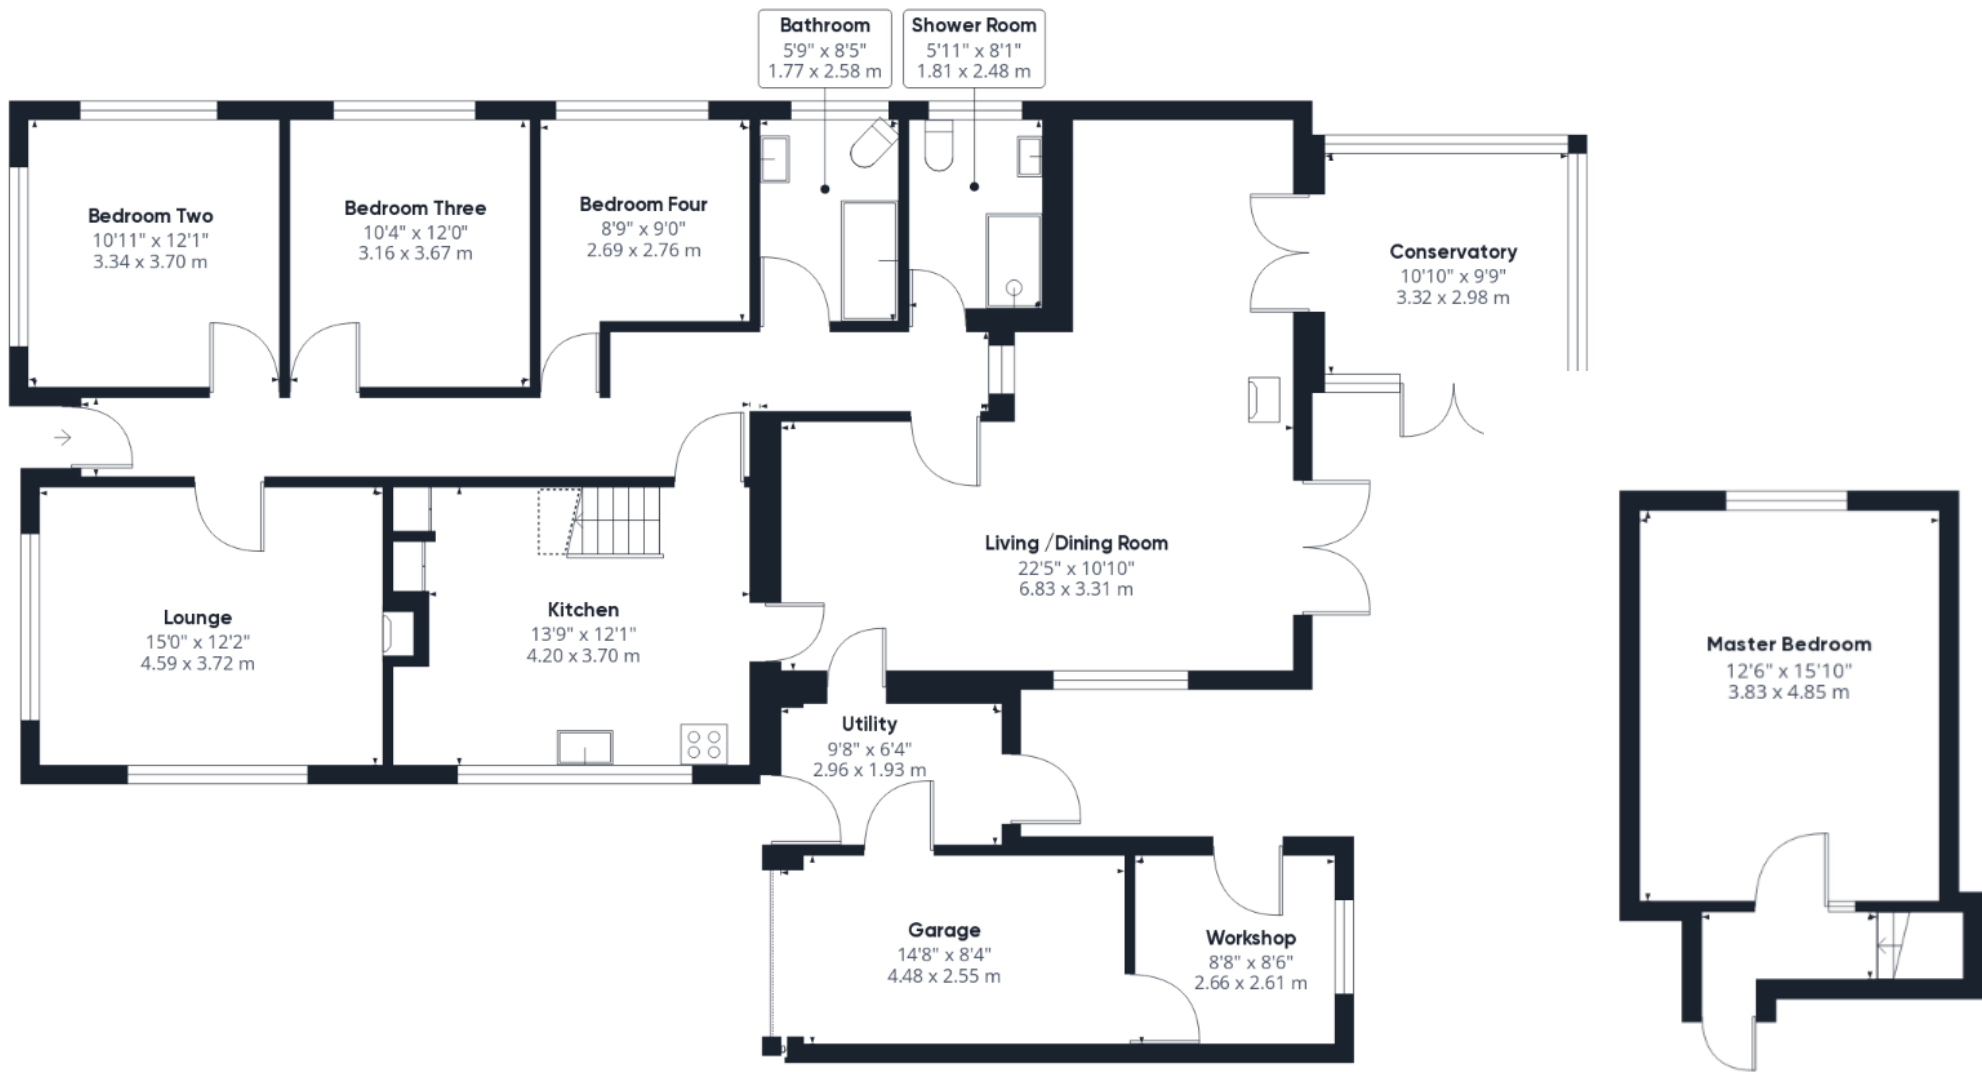 Bathroom
5'9" x 8'5"
1.77 x 2.58 m
Shower Room
5'11" x 8'1"
1.81 x 2.48 m
Bedroom Two
10'11" x 12'1"
3.34 x 3.70 m
Bedroom Three
10'4" x 12'0"
3.16 x 3.67 m
Bedroom Four
8'9" x 9'0"
2.69 x 2.76 m
Conservatory
10'10" x 9'9"
3.32 x 2.98 m
Lounge
15'0" x 12'2"
4.59 x 3.72 m
Kitchen
13'9" x 12'1"
4.20 x 3.70 m
Living /Dining Room
22'5" x 10'10"
6.83 x 3.31 m
Master Bedroom
12'6" x 15'10"
3.83 x 4.85 m
Utility
9'8" x 6'4"
2.96 x 1.93 m
Garage
14'8" x 8'4"
4.48 x 2.55 m
Workshop
8'8" x 8'6"
2.66 x 2.61 m